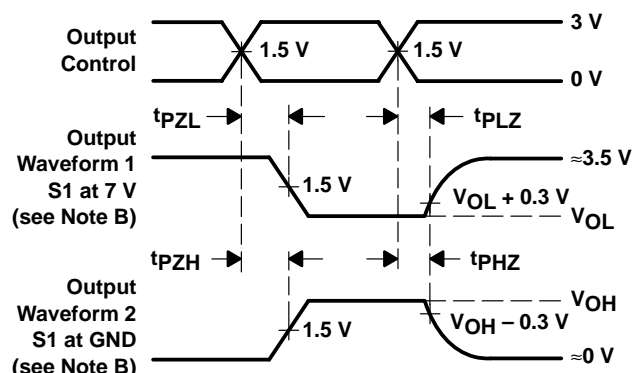 Output
Control
1.5 V
1.5 V
3 V
0 V
tPZL
tPLZ
Output
Waveform 1
S1 at 7 V
(see Note B)
1.5 V
≈3.5 V
VOL + 0.3 V
VOL
tPZH
tPHZ
Output
Waveform 2
S1 at GND
(see Note B)
1.5 V
VOH
VOH – 0.3 V
≈0 V